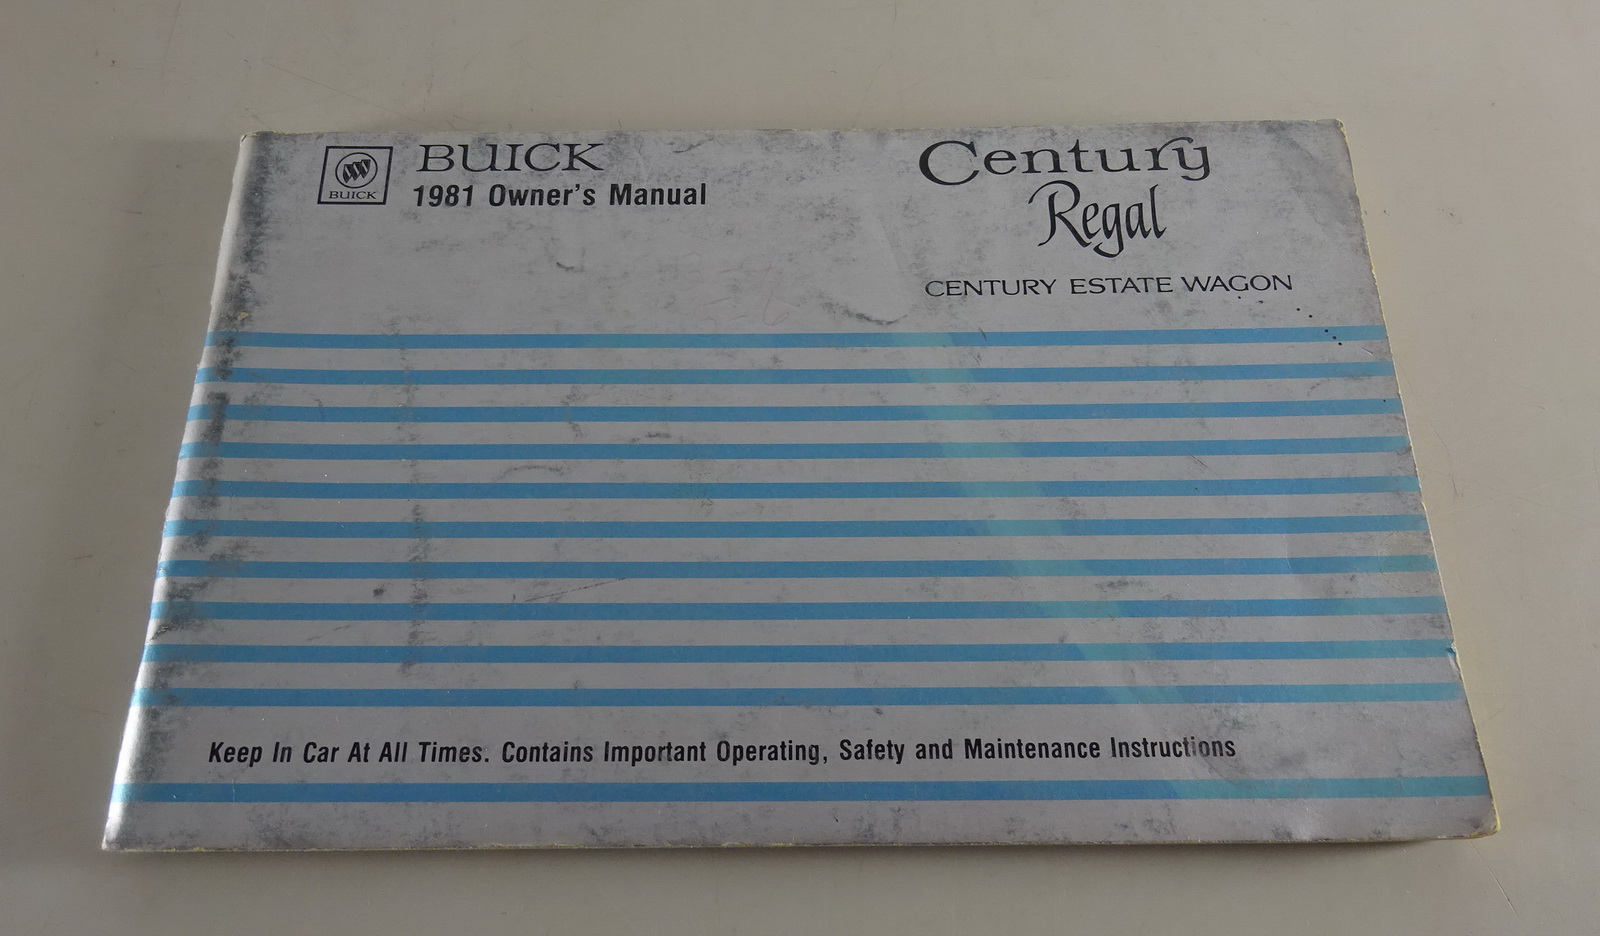 BUICK
BUICK
1981 Owner's Manual
Century
Regal
CENTURY ESTATE WAGON
Keep In Car At All Times. Contains Important Operating, Safety and Maintenance Instructions